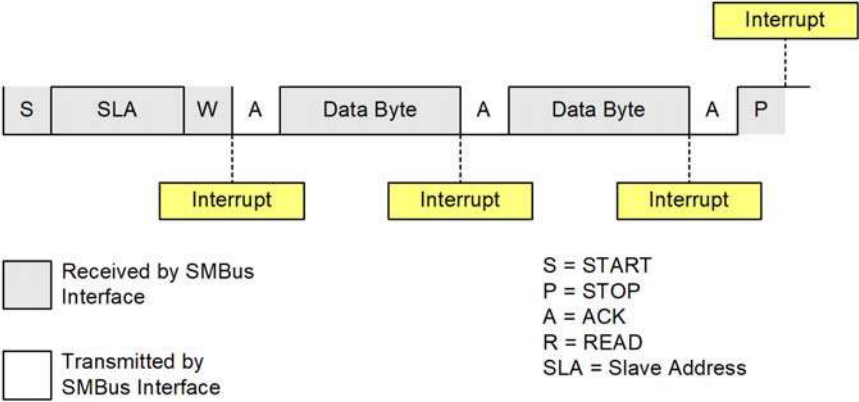 Interrupt
S SLA W A Data Byte A Data Byte A P
Interrupt Interrupt Interrupt
Received by SMBus
Interface
Transmitted by
SMBus Interface
S = START
P = STOP
A = ACK
R = READ
SLA = Slave Address